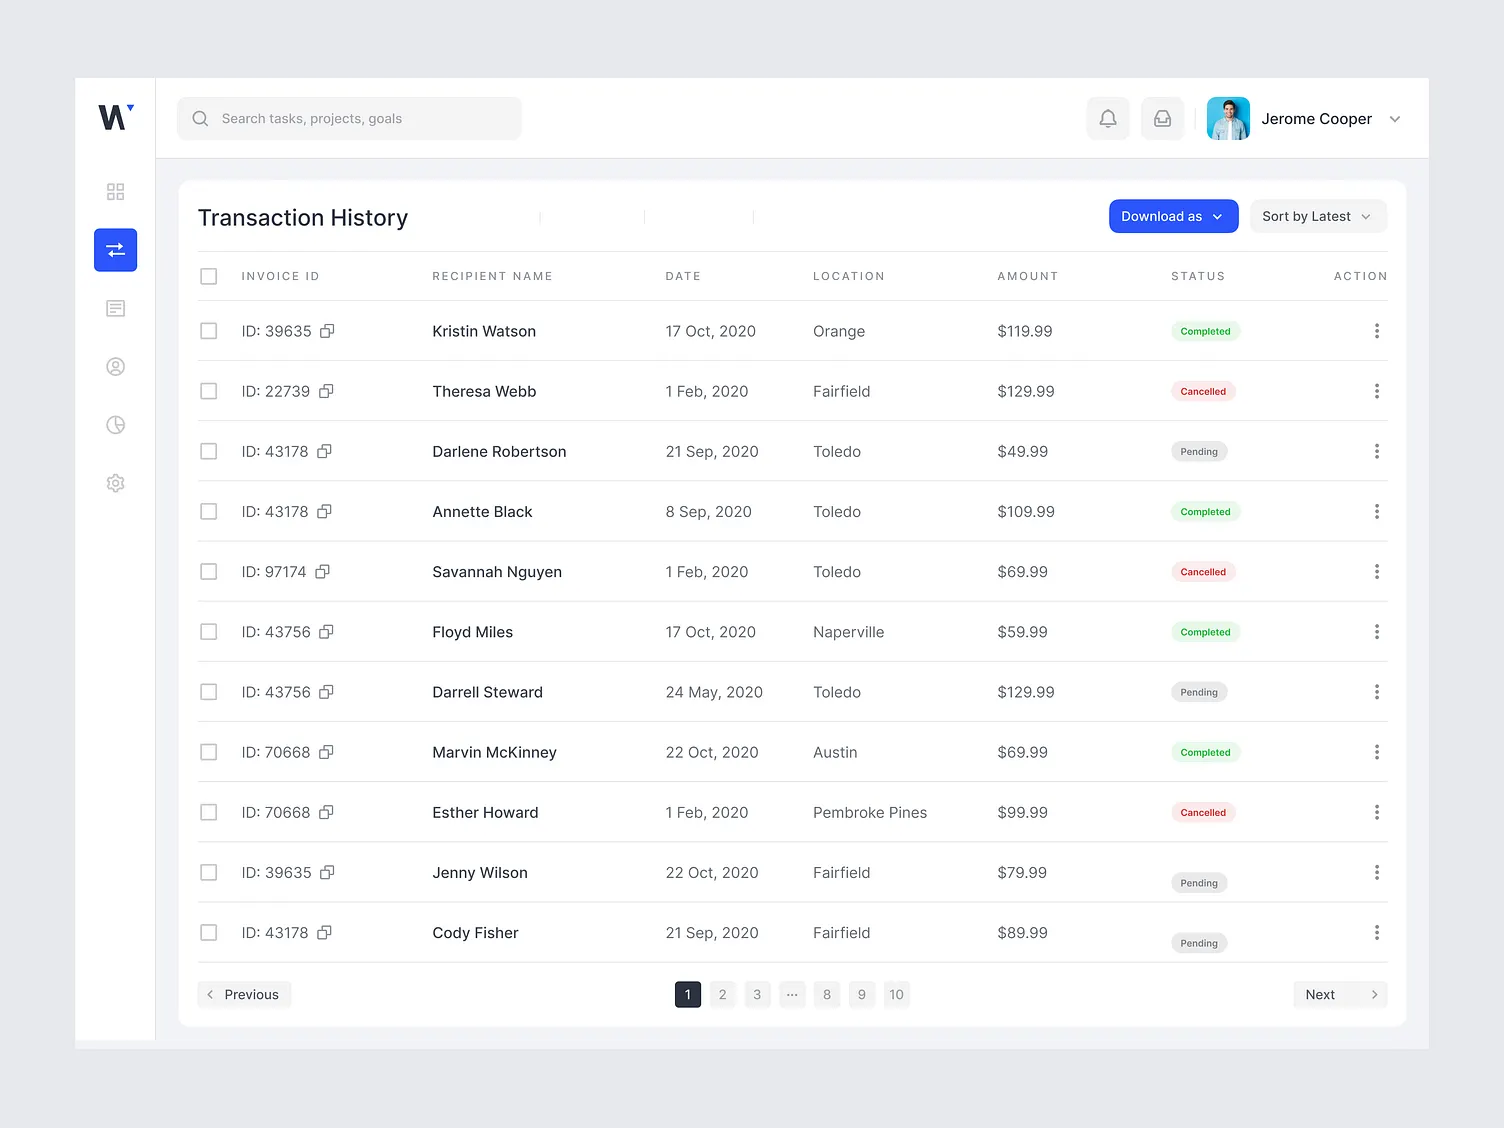 W
Search tasks, projects, goals
Jerome Cooper
Transaction History
Download as
Sort by Latest
INVOICE ID RECIPIENT NAME DATE LOCATION AMOUNT STATUS ACTION
ID: 39635 Kristin Watson 17 Oct, 2020 Orange $119.99 Completed
ID: 22739 Theresa Webb 1 Feb, 2020 Fairfield $129.99 Cancelled
ID: 43178 Darlene Robertson 21 Sep, 2020 Toledo $49.99 Pending
ID: 43178 Annette Black 8 Sep, 2020 Toledo $109.99 Completed
ID: 97174 Savannah Nguyen 1 Feb, 2020 Toledo $69.99 Cancelled
ID: 43756 Floyd Miles 17 Oct, 2020 Naperville $59.99 Completed
ID: 43756 Darrell Steward 24 May, 2020 Toledo $129.99 Pending
ID: 70668 Marvin McKinney 22 Oct, 2020 Austin $69.99 Completed
ID: 70668 Esther Howard 1 Feb, 2020 Pembroke Pines $99.99 Cancelled
ID: 39635 Jenny Wilson 22 Oct, 2020 Fairfield $79.99 Pending
ID: 43178 Cody Fisher 21 Sep, 2020 Fairfield $89.99 Pending
Previous 1 2 3 ... 8 9 10 Next